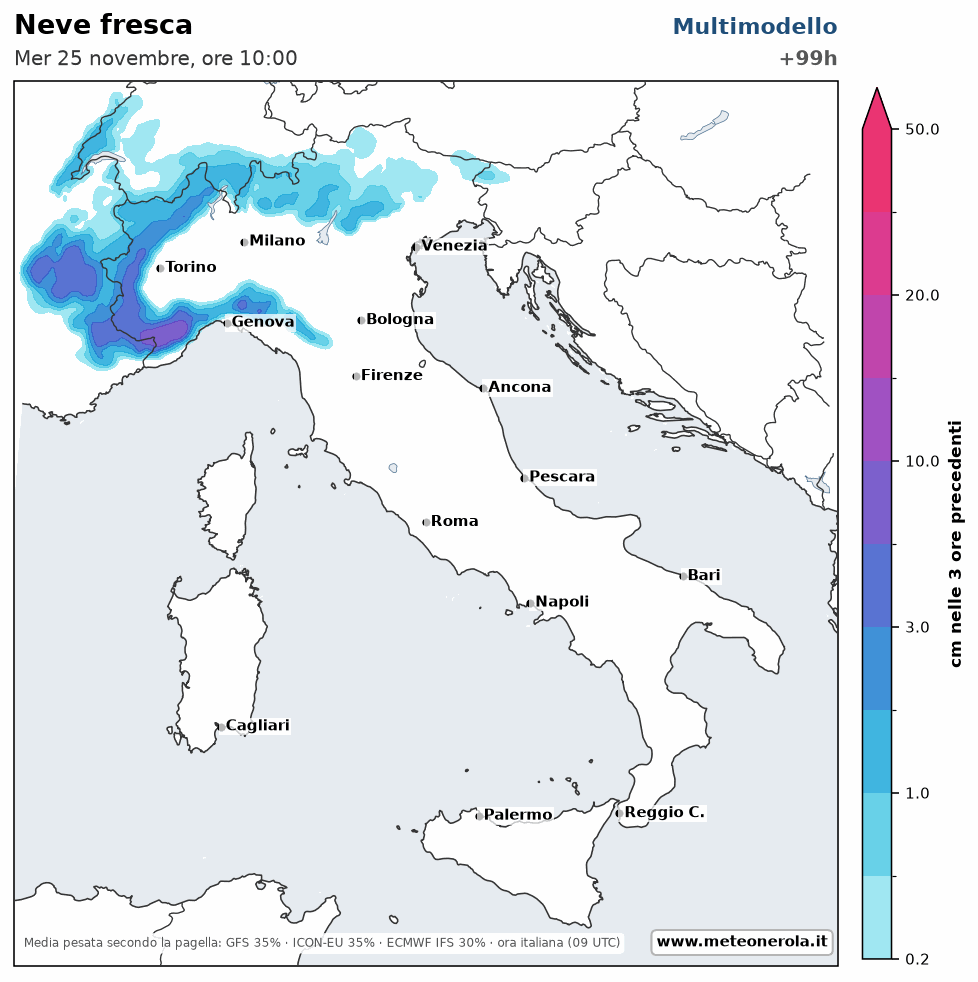 Neve fresca
Multimodello
Mer 25 novembre, ore 10:00
+99h
50.0
20.0
10.0
3.0
1.0
0.2
cm nelle 3 ore precedenti
Milano
Venezia
Torino
Bologna
Genova
Firenze
Ancona
Pescara
Roma
Bari
Napoli
Cagliari
Palermo
Reggio C.
Media pesata secondo la pagella: GFS 35% · ICON-EU 35% · ECMWF IFS 30% · ora italiana (09 UTC)
www.meteonerola.it